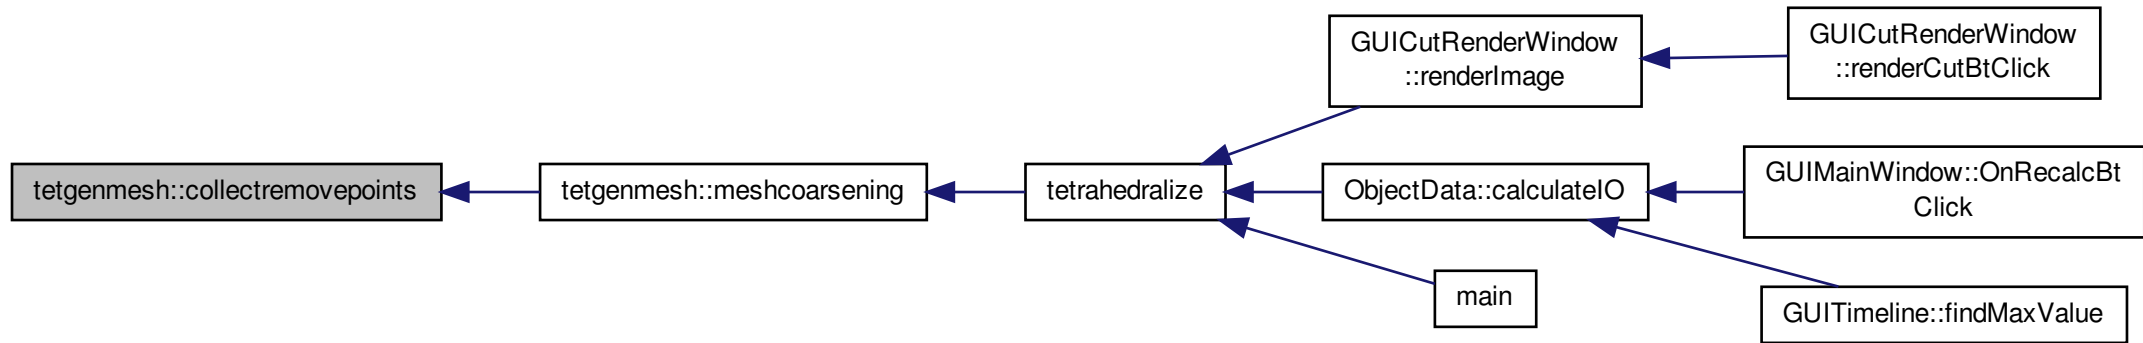 tetgenmesh::collectremovepoints
tetgenmesh::meshcoarsening
tetrahedralize
GUICutRenderWindow
::renderImage
GUICutRenderWindow
::renderCutBtClick
ObjectData::calculateIO
GUIMainWindow::OnRecalcBt
Click
main
GUITimeline::findMaxValue